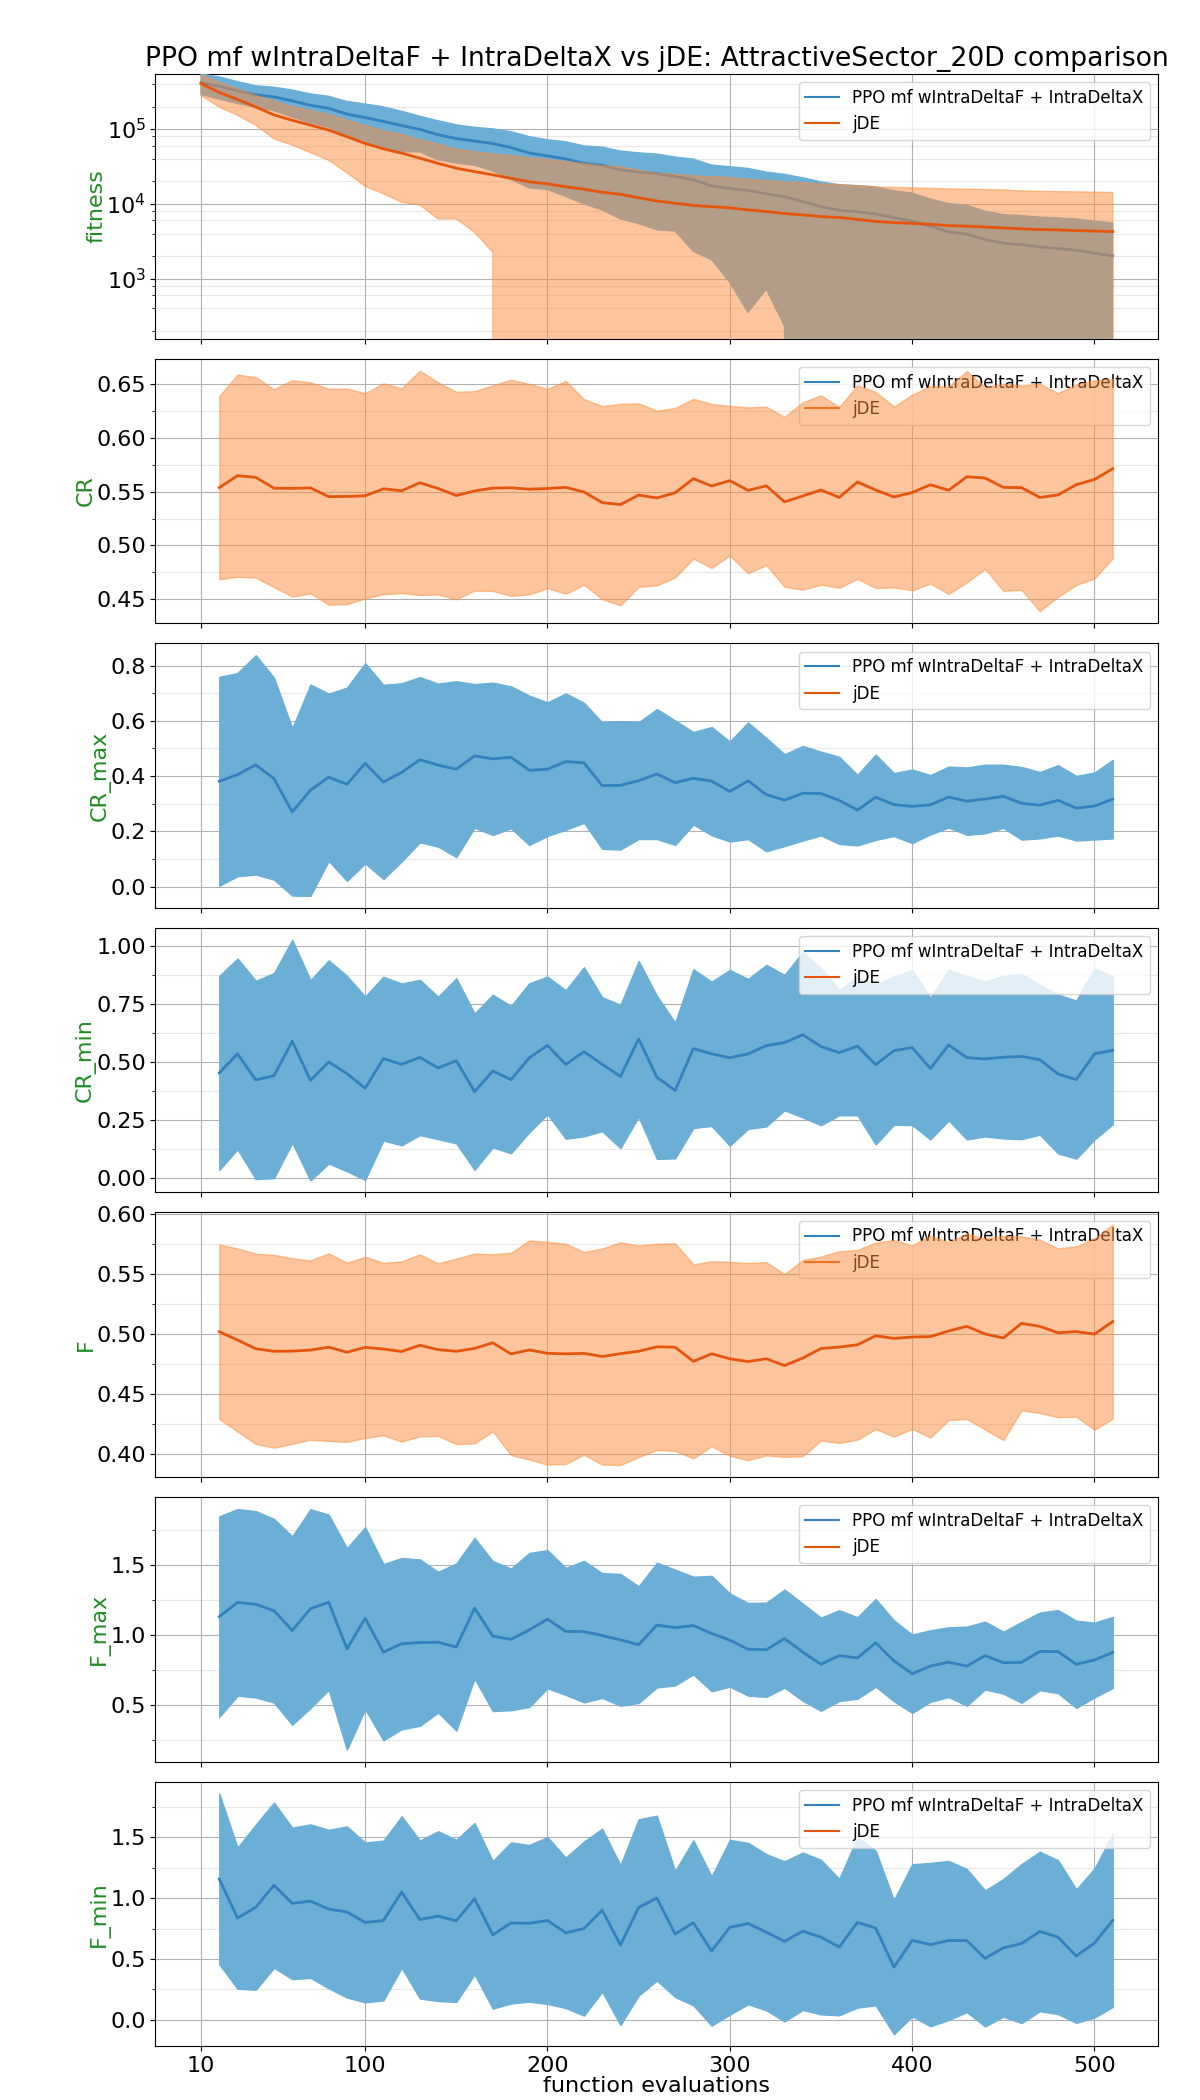 PPO mf wIntraDeltaF + IntraDeltaX vs jDE: AttractiveSector_20D comparison
fitness
10^5
10^4
10^3
PPO mf wIntraDeltaF + IntraDeltaX
jDE
CR
0.65
0.60
0.55
0.50
0.45
PPO mf wIntraDeltaF + IntraDeltaX
jDE
CR_max
0.8
0.6
0.4
0.2
0.0
PPO mf wIntraDeltaF + IntraDeltaX
jDE
CR_min
1.00
0.75
0.50
0.25
0.00
PPO mf wIntraDeltaF + IntraDeltaX
jDE
F
0.60
0.55
0.50
0.45
0.40
PPO mf wIntraDeltaF + IntraDeltaX
jDE
F_max
1.5
1.0
0.5
PPO mf wIntraDeltaF + IntraDeltaX
jDE
F_min
1.5
1.0
0.5
0.0
PPO mf wIntraDeltaF + IntraDeltaX
jDE
10 100 200 300 400 500
function evaluations